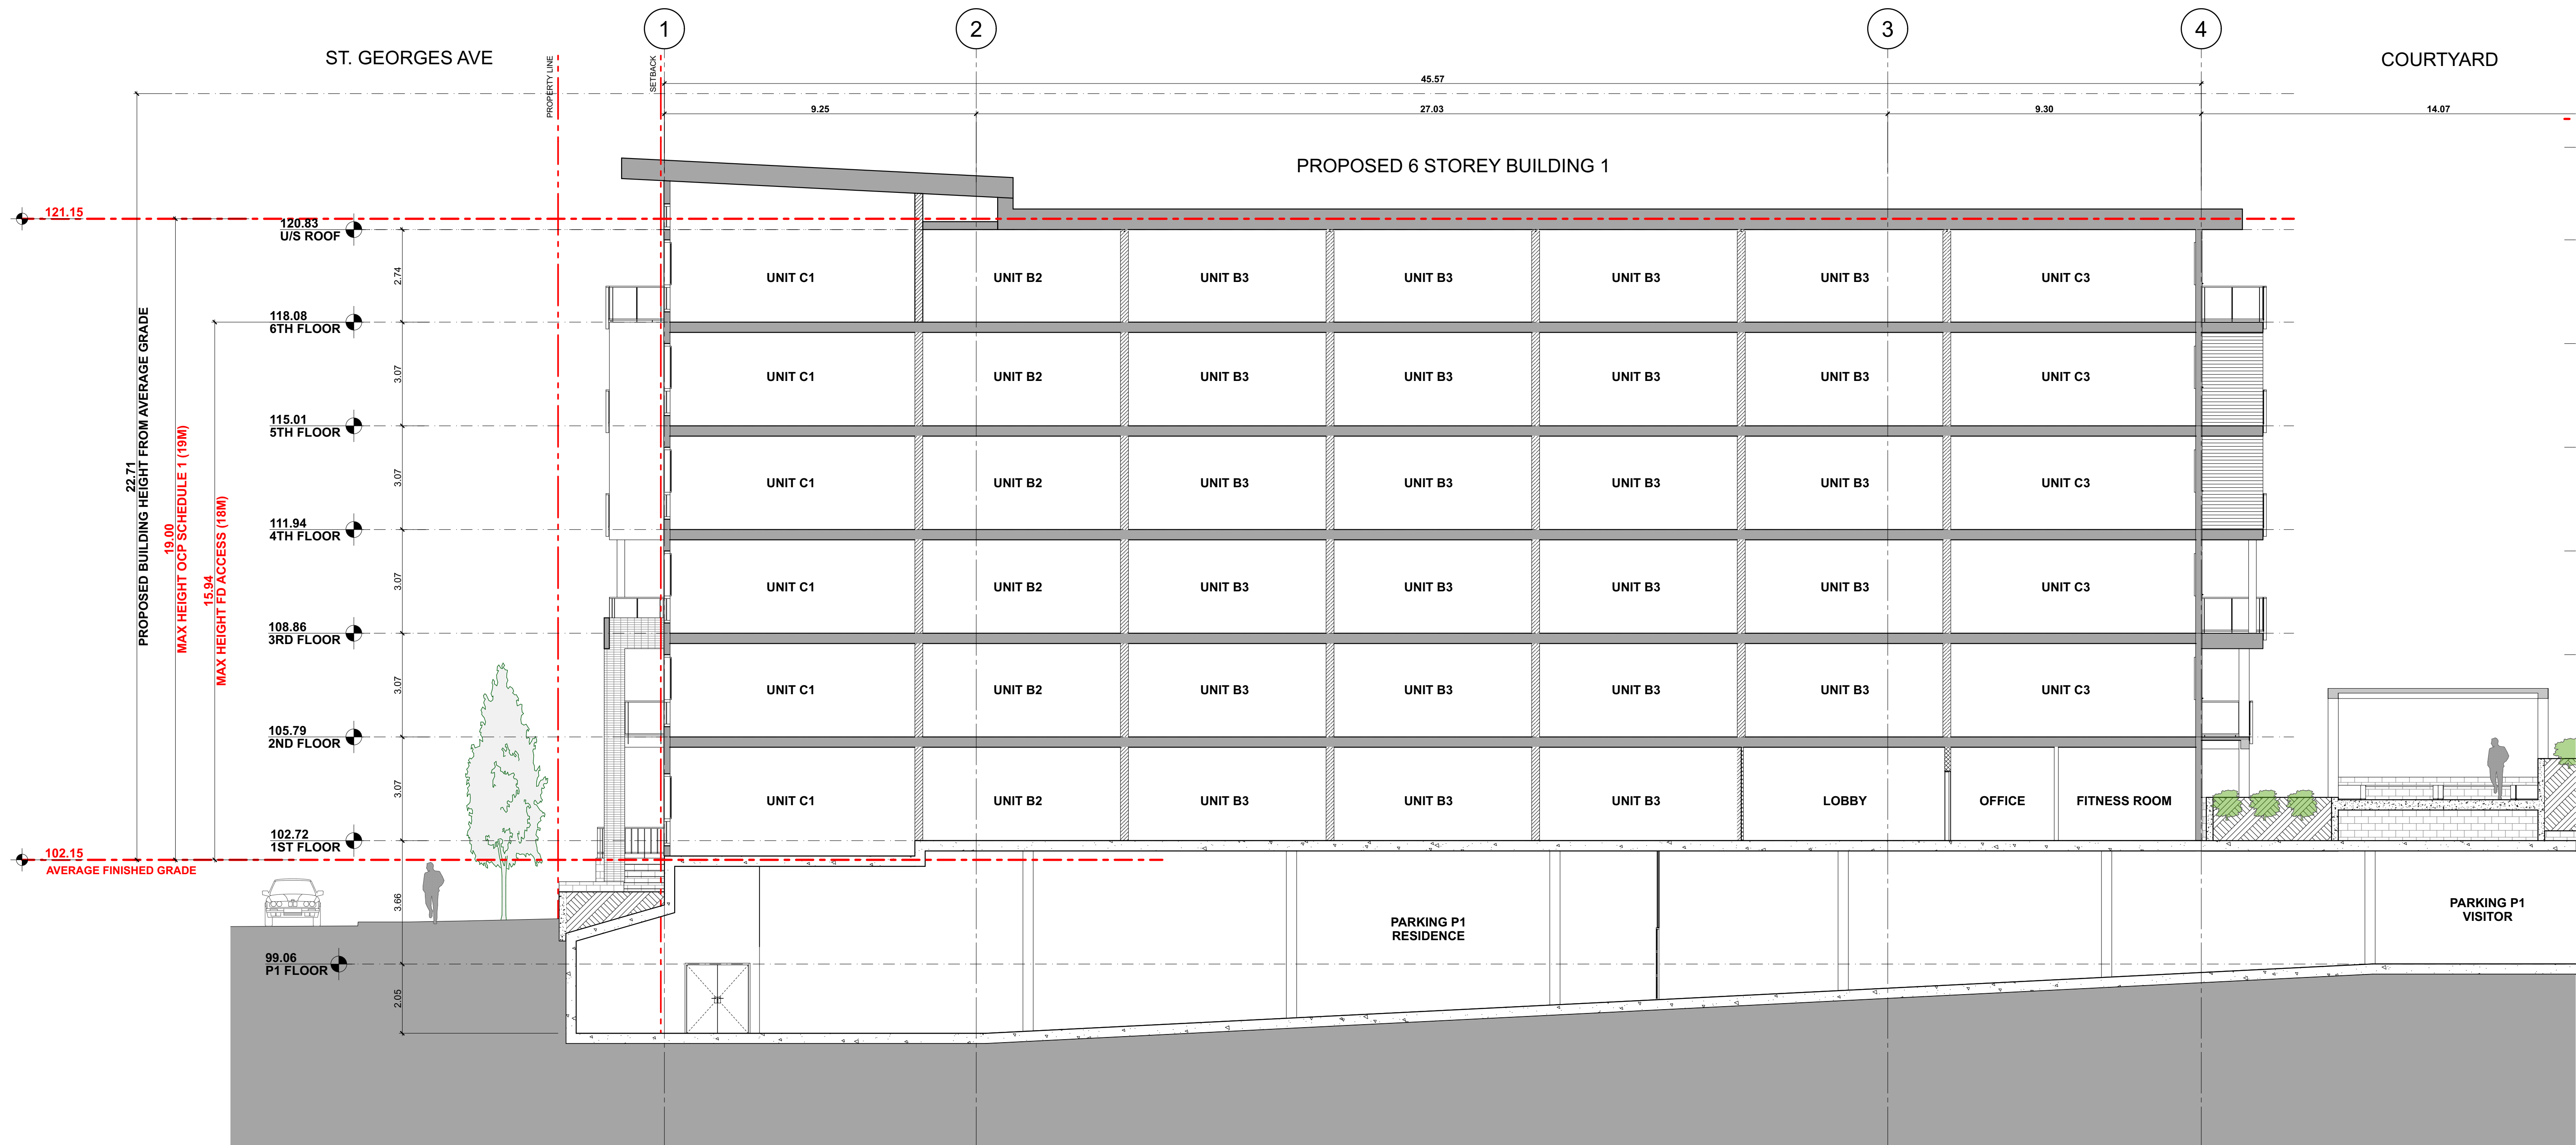 1
2
3
4
ST. GEORGES AVE
COURTYARD
PROPERTY LINE
SETBACK
45.57
9.25
27.03
9.30
14.07
PROPOSED 6 STOREY BUILDING 1
22.71
PROPOSED BUILDING HEIGHT FROM AVERAGE GRADE
19.00
MAX HEIGHT OCP SCHEDULE 1 (19M)
15.94
MAX HEIGHT FD ACCESS (18M)
121.15
120.83
U/S ROOF
2.74
UNIT C1
UNIT B2
UNIT B3
UNIT B3
UNIT B3
UNIT B3
UNIT C3
118.08
6TH FLOOR
3.07
UNIT C1
UNIT B2
UNIT B3
UNIT B3
UNIT B3
UNIT B3
UNIT C3
115.01
5TH FLOOR
3.07
UNIT C1
UNIT B2
UNIT B3
UNIT B3
UNIT B3
UNIT B3
UNIT C3
111.94
4TH FLOOR
3.07
UNIT C1
UNIT B2
UNIT B3
UNIT B3
UNIT B3
UNIT B3
UNIT C3
108.86
3RD FLOOR
3.07
UNIT C1
UNIT B2
UNIT B3
UNIT B3
UNIT B3
UNIT B3
UNIT C3
105.79
2ND FLOOR
3.07
UNIT C1
UNIT B2
UNIT B3
UNIT B3
UNIT B3
LOBBY
OFFICE
FITNESS ROOM
102.72
1ST FLOOR
102.15
AVERAGE FINISHED GRADE
3.66
PARKING P1
RESIDENCE
PARKING P1
VISITOR
99.06
P1 FLOOR
2.05